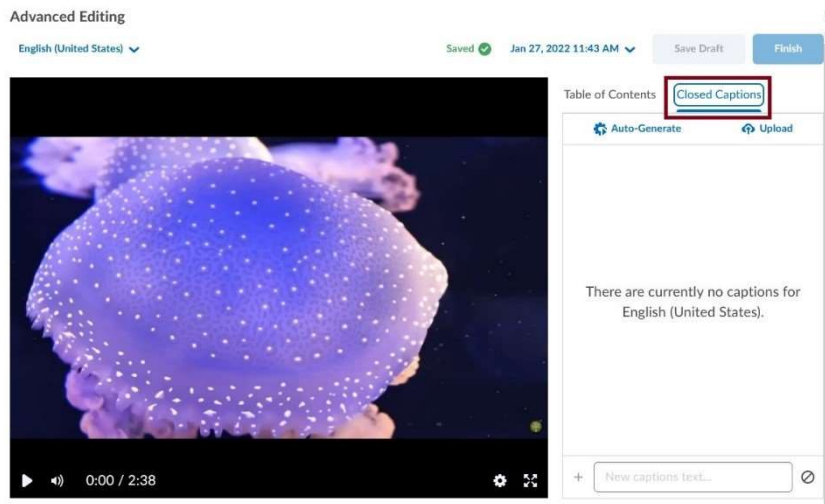 Advanced Editing
English (United States)
Saved
Jan 27, 2022 11:43 AM
Save Draft
Finish
Table of Contents
Closed Captions
Auto-Generate
Upload
There are currently no captions for
English (United States).
0:00 / 2:38
+
New captions text...